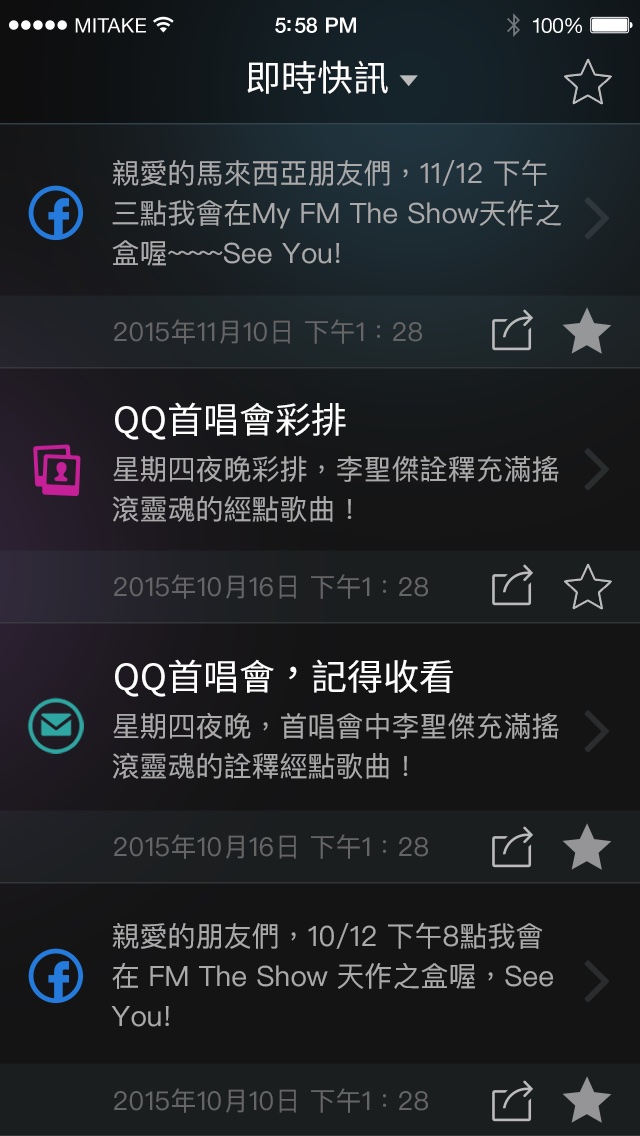 MITAKE 5:58 PM 100%
即時快訊
親愛的馬來西亞朋友們，11/12 下午
三點我會在My FM The Show天作之
盒喔~~~~~See You!
2015年11月10日 下午1：28
QQ首唱會彩排
星期四夜晚彩排，李聖傑詮釋充滿搖
滾靈魂的經點歌曲！
2015年10月16日 下午1：28
QQ首唱會，記得收看
星期四夜晚，首唱會中李聖傑充滿搖
滾靈魂的詮釋經點歌曲！
2015年10月16日 下午1：28
親愛的朋友們，10/12 下午8點我會
在 FM The Show 天作之盒喔，See
You!
2015年10月10日 下午1：28